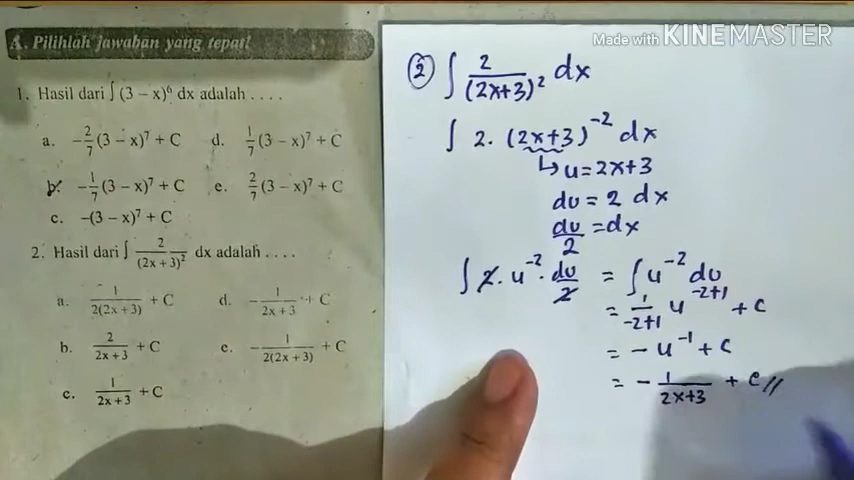 Made with KINEMASTER
A. Pilihlah jawaban yang tepat!
1. Hasil dari ∫ (3 – x)⁶ dx adalah . . . .
a. –2/7 (3 – x)⁷ + C d. 1/7 (3 – x)⁷ + C
b. –1/7 (3 – x)⁷ + C e. 2/7 (3 – x)⁷ + C
c. –(3 – x)⁷ + C
2. Hasil dari ∫ 2/(2x + 3)² dx adalah . . . .
a. 1/2(2x + 3) + C d. – 1/2x + 3 + C
b. 2/2x + 3 + C e. – 1/2(2x + 3) + C
c. 1/2x + 3 + C
② ∫ 2/(2x+3)² dx
∫ 2. (2x+3)⁻² dx
↳ u = 2x+3
du = 2 dx
du/2 = dx
∫ 2. u⁻² . du/2 = ∫ u⁻² du
= 1/-2+1 u⁻²⁺¹ + c
= - u⁻¹ + c
= - 1/2x+3 + c //